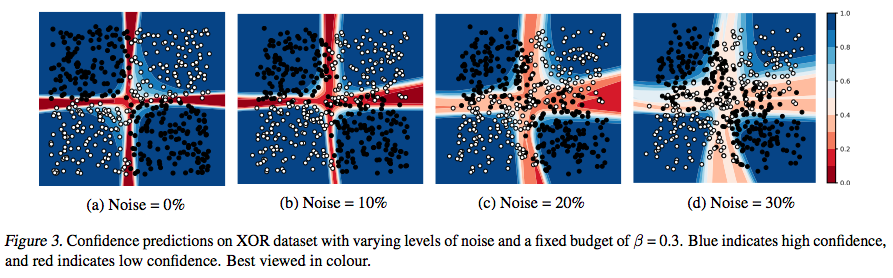 1.0
0.8
0.6
0.4
0.2
0.0
(a) Noise = 0%
(b) Noise = 10%
(c) Noise = 20%
(d) Noise = 30%
Figure 3. Confidence predictions on XOR dataset with varying levels of noise and a fixed budget of β = 0.3. Blue indicates high confidence,
and red indicates low confidence. Best viewed in colour.